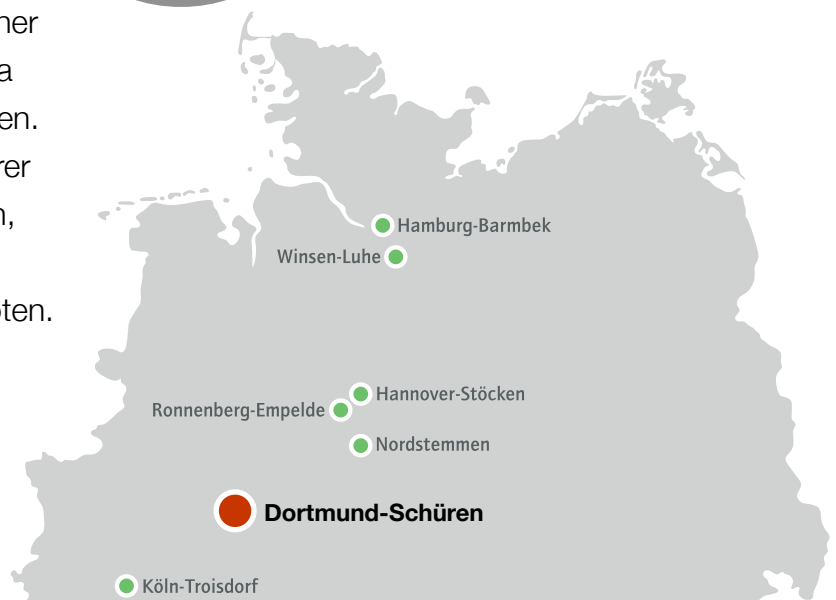 Hamburg-Barmbek
Winsen-Luhe
Hannover-Stöcken
Ronnenberg-Empelde
Nordstemmen
Dortmund-Schüren
Köln-Troisdorf